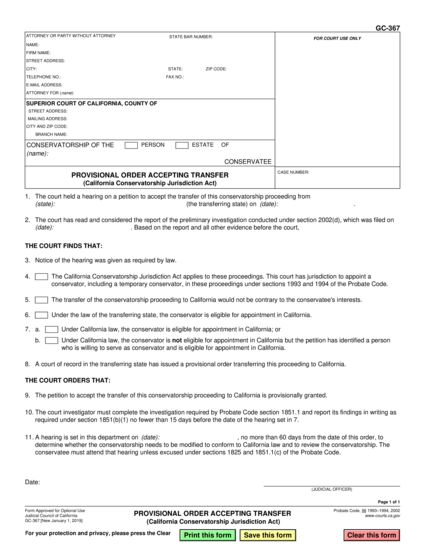 GC-367
ATTORNEY OR PARTY WITHOUT ATTORNEY STATE BAR NUMBER:
FOR COURT USE ONLY
NAME:
FIRM NAME:
STREET ADDRESS:
CITY: STATE: ZIP CODE:
TELEPHONE NO.: FAX NO.:
E-MAIL ADDRESS:
ATTORNEY FOR (name):
SUPERIOR COURT OF CALIFORNIA, COUNTY OF
STREET ADDRESS:
MAILING ADDRESS:
CITY AND ZIP CODE:
BRANCH NAME:
CONSERVATORSHIP OF THE PERSON ESTATE OF
(name):
CONSERVATEE
PROVISIONAL ORDER ACCEPTING TRANSFER
(California Conservatorship Jurisdiction Act)
CASE NUMBER:
1. The court held a hearing on a petition to accept the transfer of this conservatorship proceeding from
(state): (the transferring state) on (date): .
2. The court has read and considered the report of the preliminary investigation conducted under section 2002(d), which was filed on
(date): . Based on the report and all other evidence before the court,
THE COURT FINDS THAT:
3. Notice of the hearing was given as required by law.
4. The California Conservatorship Jurisdiction Act applies to these proceedings. This court has jurisdiction to appoint a
conservator, including a temporary conservator, in these proceedings under sections 1993 and 1994 of the Probate Code.
5. The transfer of the conservatorship proceeding to California would not be contrary to the conservatee's interests.
6. Under the law of the transferring state, the conservator is eligible for appointment in California.
7. a. Under California law, the conservator is eligible for appointment in California; or
b. Under California law, the conservator is not eligible for appointment in California but the petition has identified a person
who is willing to serve as conservator and is eligible for appointment in California.
8. A court of record in the transferring state has issued a provisional order transferring this proceeding to California.
THE COURT ORDERS THAT:
9. The petition to accept the transfer of this conservatorship proceeding to California is provisionally granted.
10. The court investigator must complete the investigation required by Probate Code section 1851.1 and report its findings in writing as
required under section 1851(b)(1) no fewer than 15 days before the date of the hearing set in 7.
11. A hearing is set in this department on (date): , no more than 60 days from the date of this order, to
determine whether the conservatorship needs to be modified to conform to California law and to review the conservatorship. The
conservatee must attend that hearing unless excused under sections 1825 and 1851.1(c) of the Probate Code.
Date:
(JUDICIAL OFFICER)
Page 1 of 1
Form Approved for Optional Use
Judicial Council of California
GC-367 [New January 1, 2019]
PROVISIONAL ORDER ACCEPTING TRANSFER
(California Conservatorship Jurisdiction Act)
Probate Code, §§ 1993–1994, 2002
www.courts.ca.gov
For your protection and privacy, please press the Clear
Print this form
Save this form
Clear this form